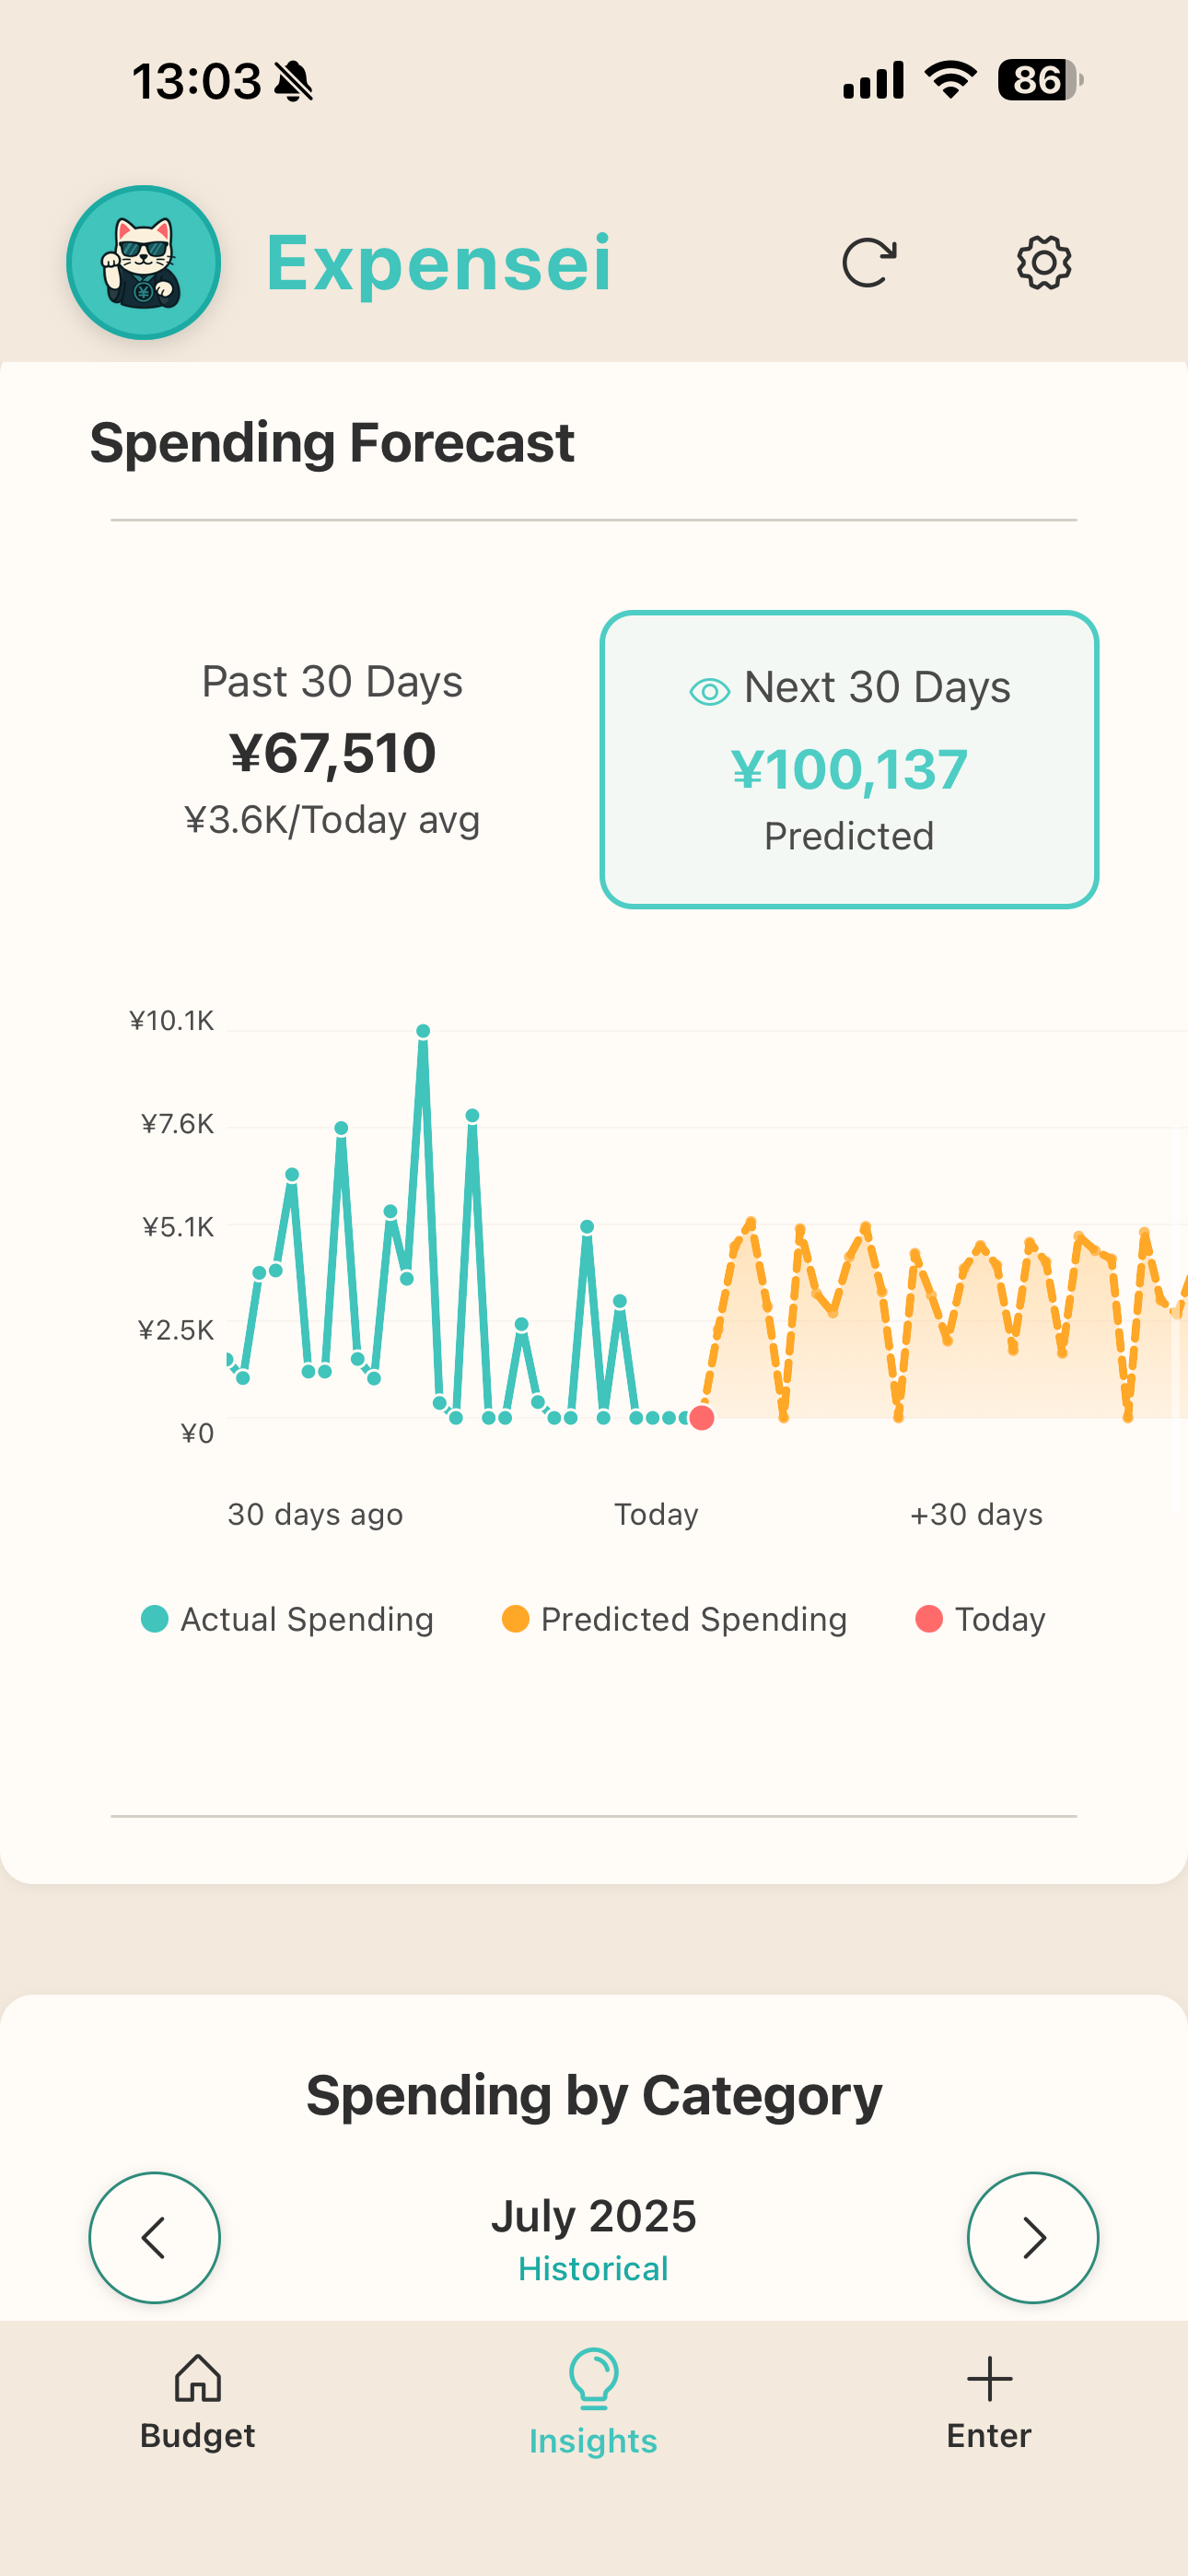 13:03
86
Expensei
Spending Forecast
Past 30 Days
¥67,510
¥3.6K/Today avg
Next 30 Days
¥100,137
Predicted
¥10.1K
¥7.6K
¥5.1K
¥2.5K
¥0
30 days ago
Today
+30 days
Actual Spending
Predicted Spending
Today
Spending by Category
July 2025
Historical
Budget
Insights
Enter